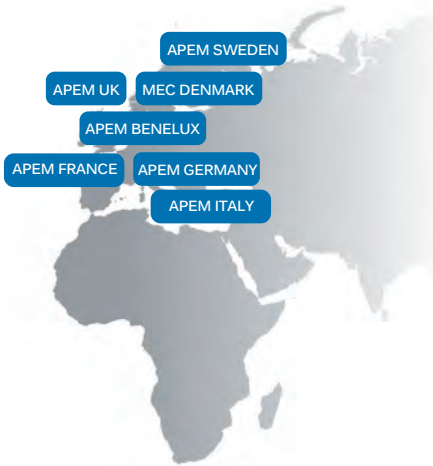 APEM SWEDEN
APEM UK
MEC DENMARK
APEM BENELUX
APEM FRANCE
APEM GERMANY
APEM ITALY